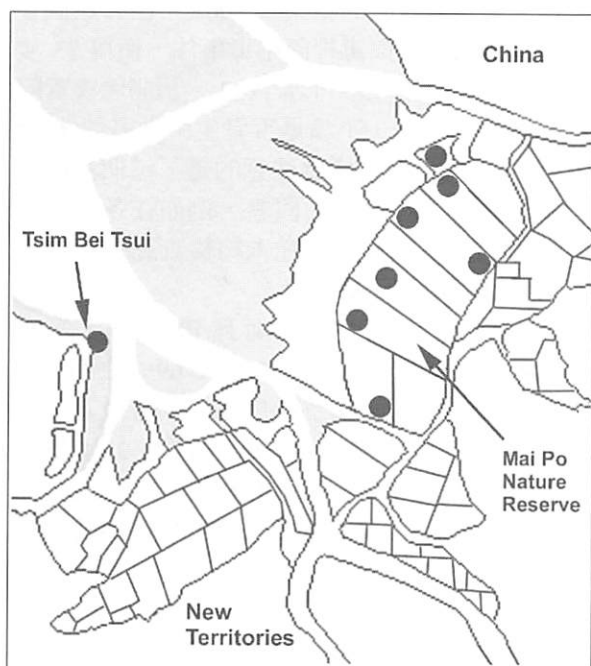 China
Tsim Bei Tsui
Mai Po
Nature
Reserve
New
Territories